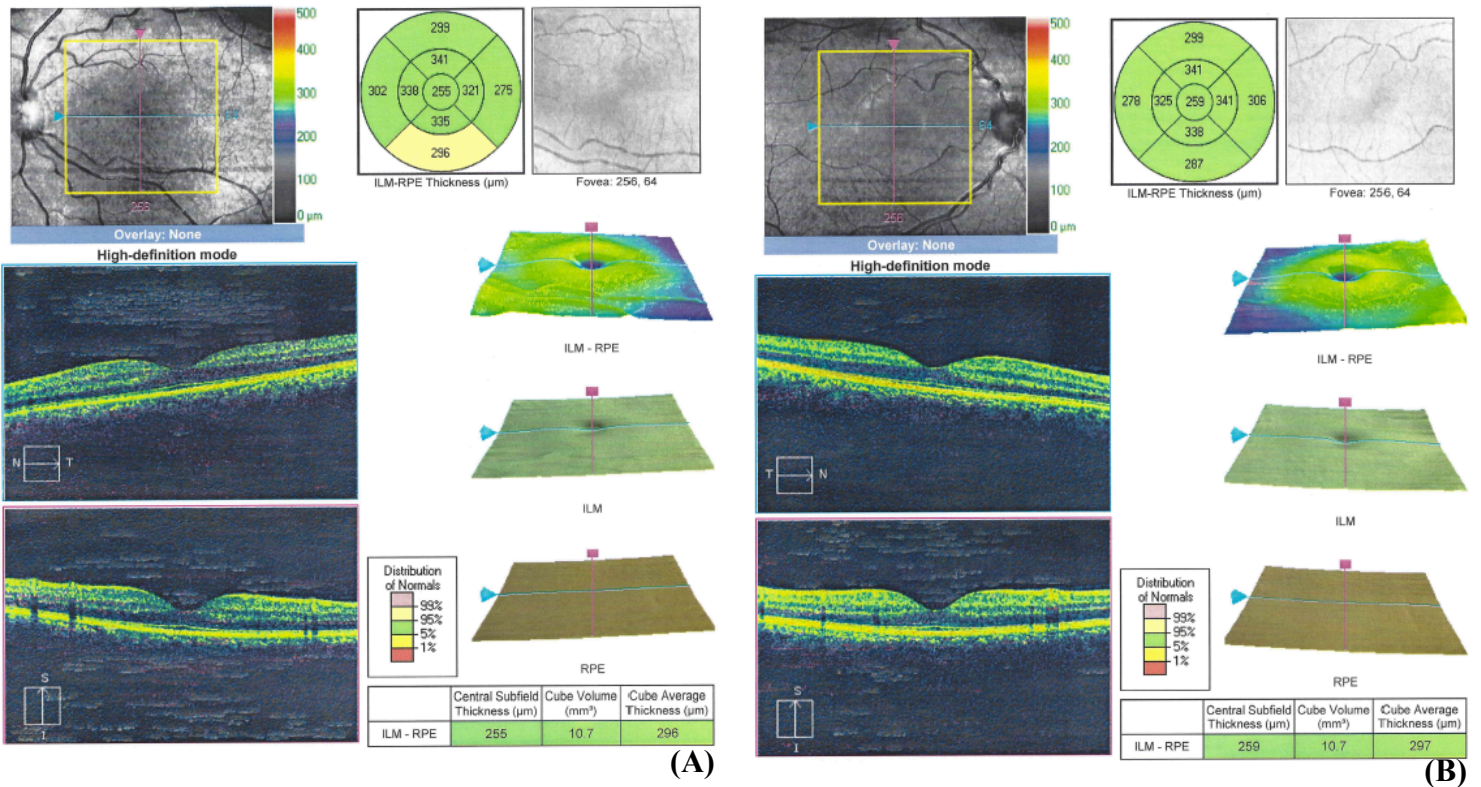 500
400
300
200
100
0 µm
64
256
Overlay: None
299
341
302 338 255 321 275
335
296
ILM-RPE Thickness (µm)
Fovea: 256, 64
High-definition mode
N T
S
I
ILM - RPE
ILM
RPE
Distribution
of Normals
99%
95%
5%
1%
Central Subfield Thickness (µm) Cube Volume (mm³) Cube Average Thickness (µm)
ILM - RPE 255 10.7 296
(A)
500
400
300
200
100
0 µm
64
256
Overlay: None
299
341
278 325 259 341 306
338
287
ILM-RPE Thickness (µm)
Fovea: 256, 64
High-definition mode
T N
S
I
ILM - RPE
ILM
RPE
Distribution
of Normals
99%
95%
5%
1%
Central Subfield Thickness (µm) Cube Volume (mm³) Cube Average Thickness (µm)
ILM - RPE 259 10.7 297
(B)